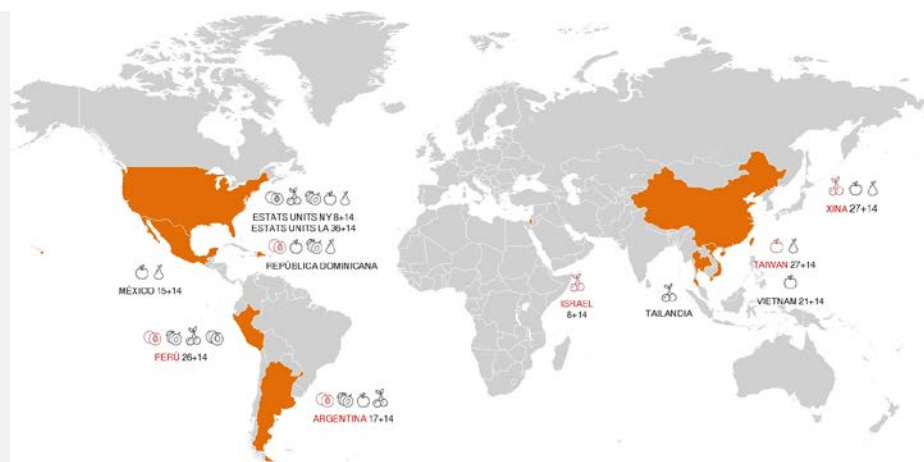 ESTATS UNITS NY 8+14
ESTATS UNITS LA 36+14
REPÚBLICA DOMINICANA
MÉXICO 15+14
PERÚ 26+14
ARGENTINA 17+14
ISRAEL
8+14
XINA 27+14
TAIWAN 27+14
TAILANDIA
VIETNAM 21+14